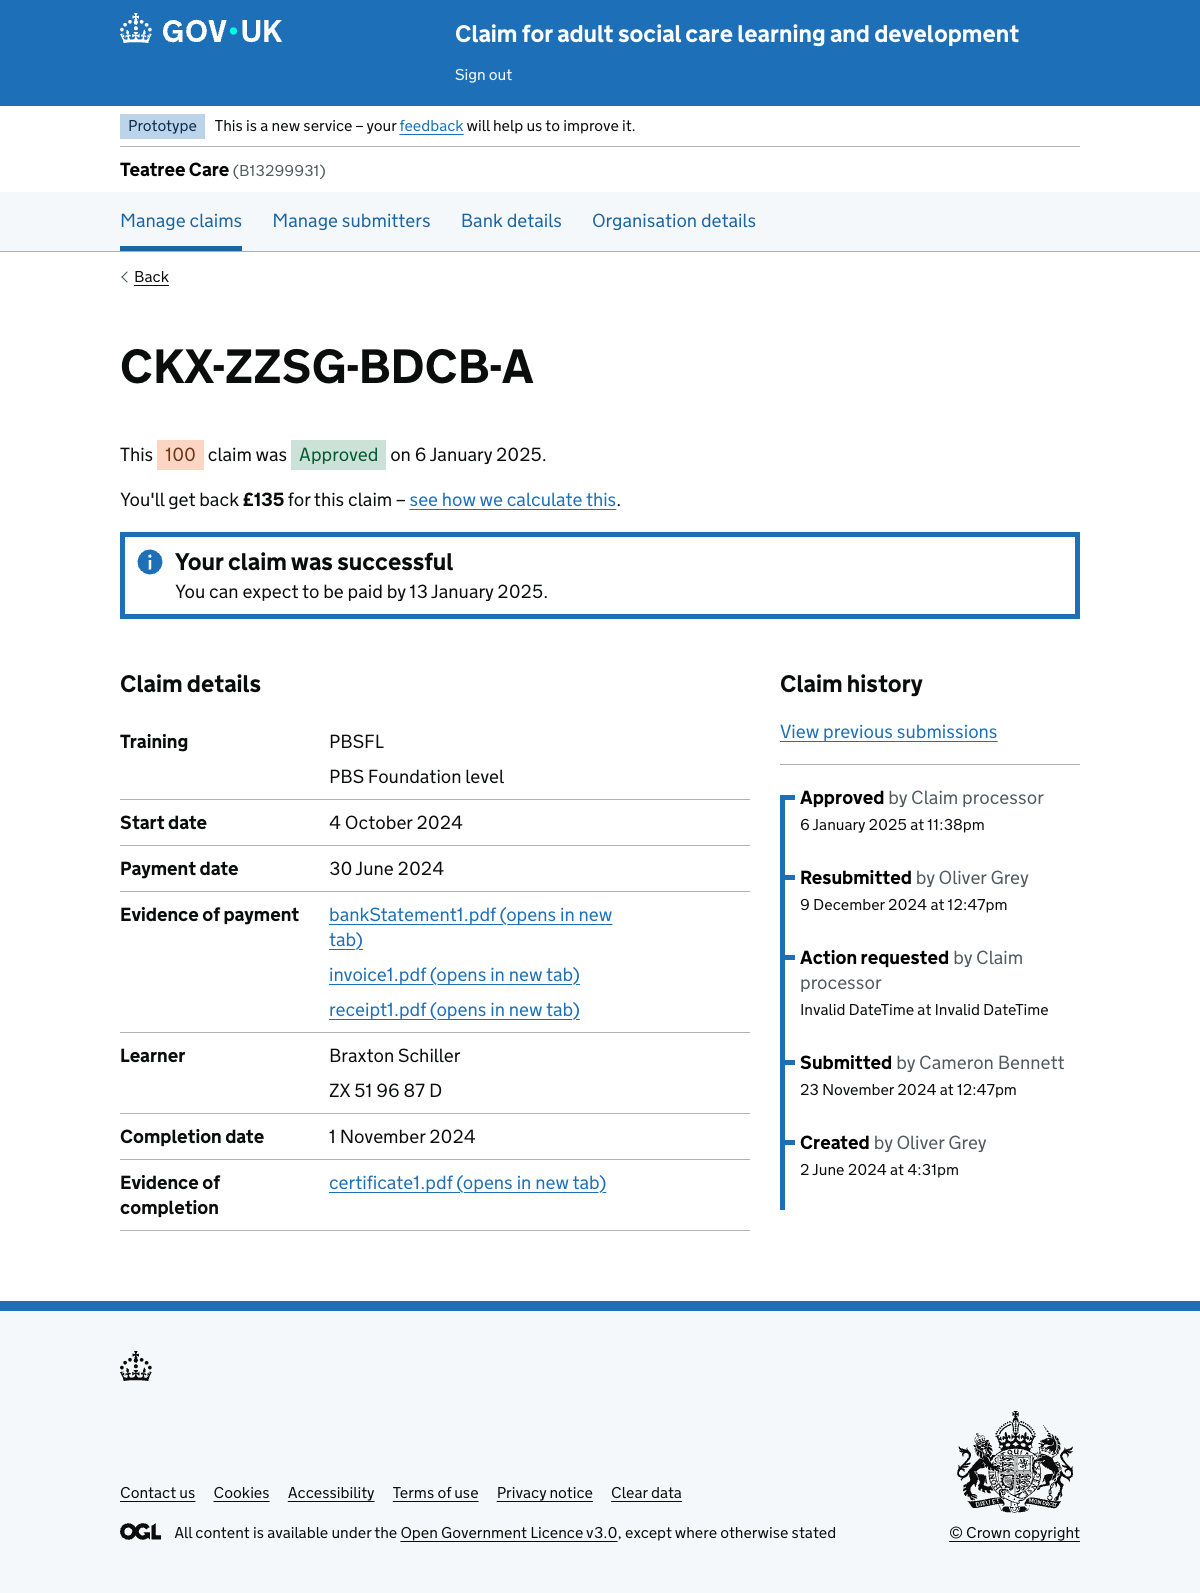 GOV·UK
Claim for adult social care learning and development
Sign out
Prototype This is a new service – your feedback will help us to improve it.
Teatree Care (B13299931)
Manage claims Manage submitters Bank details Organisation details
Back
CKX-ZZSG-BDCB-A
This 100 claim was Approved on 6 January 2025.
You'll get back £135 for this claim – see how we calculate this.
Your claim was successful
You can expect to be paid by 13 January 2025.
Claim details
Training PBSFL
PBS Foundation level
Start date 4 October 2024
Payment date 30 June 2024
Evidence of payment bankStatement1.pdf (opens in new
tab)
invoice1.pdf (opens in new tab)
receipt1.pdf (opens in new tab)
Learner Braxton Schiller
ZX 51 96 87 D
Completion date 1 November 2024
Evidence of certificate1.pdf (opens in new tab)
completion
Claim history
View previous submissions
Approved by Claim processor
6 January 2025 at 11:38pm
Resubmitted by Oliver Grey
9 December 2024 at 12:47pm
Action requested by Claim
processor
Invalid DateTime at Invalid DateTime
Submitted by Cameron Bennett
23 November 2024 at 12:47pm
Created by Oliver Grey
2 June 2024 at 4:31pm
Contact us Cookies Accessibility Terms of use Privacy notice Clear data
OGL All content is available under the Open Government Licence v3.0, except where otherwise stated
© Crown copyright